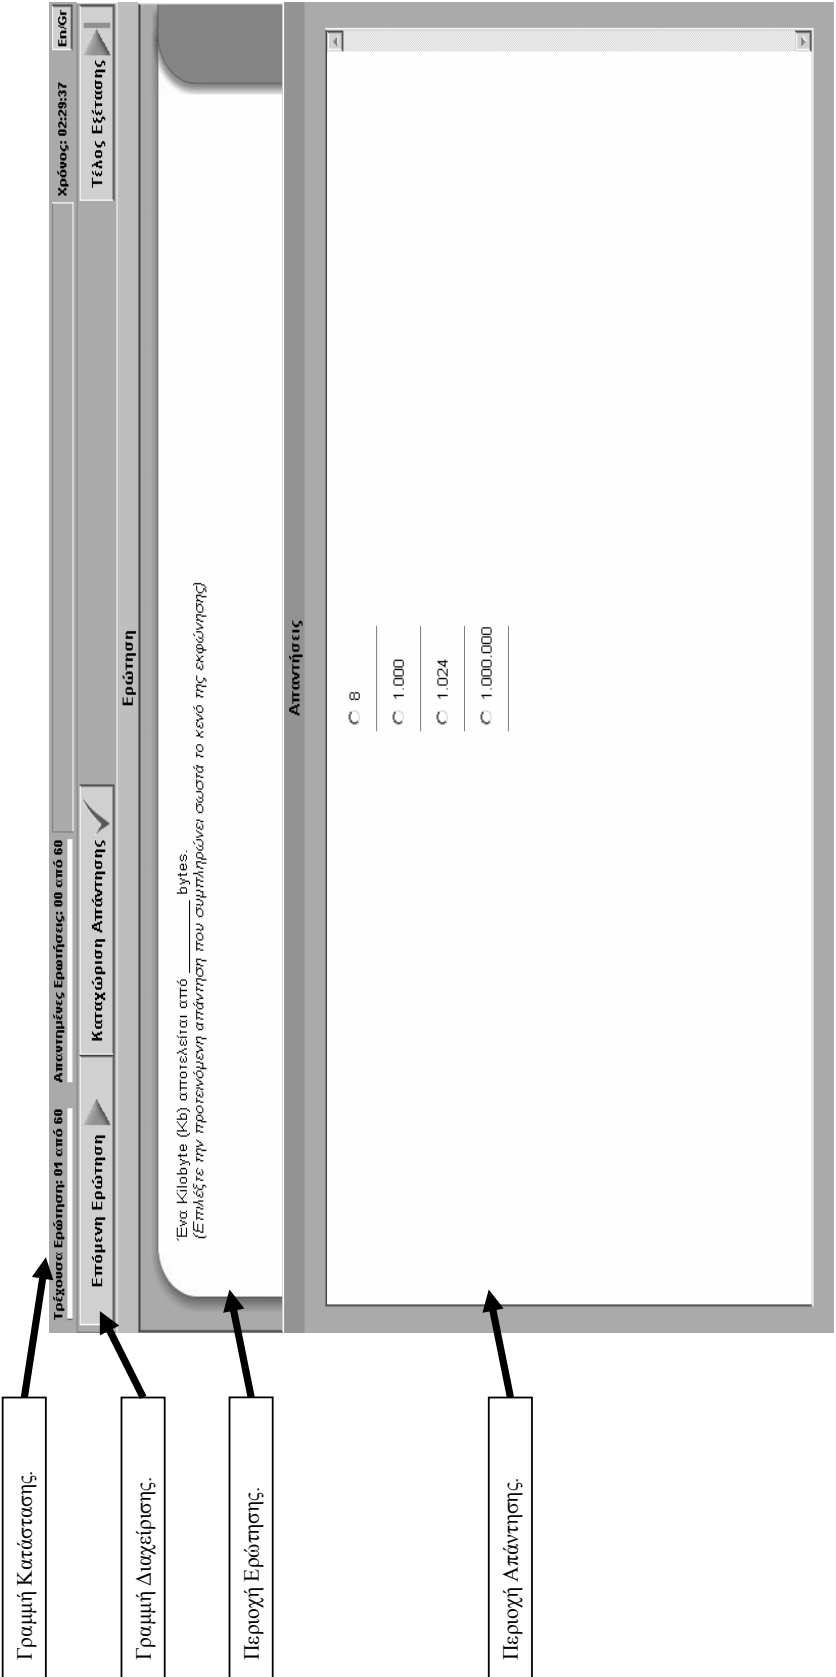 Γραμμή Κατάστασης.
Γραμμή Διαχείρισης.
Περιοχή Ερώτησης.
Περιοχή Απάντησης.
Τρέχουσα Ερώτηση: 01 από 60 Απαντημένες Ερωτήσεις: 00 από 60 Χρόνος: 02:29:37 En/Gr
Επόμενη Ερώτηση Καταχώριση Απάντησης Τέλος Εξέτασης
Ερώτηση
Ένα Kilobyte (Kb) αποτελείται από ________ bytes.
(Επιλέξτε την προτεινόμενη απάντηση που συμπληρώνει σωστά το κενό της εκφώνησης)
Απαντήσεις
8
1.000
1.024
1.000.000